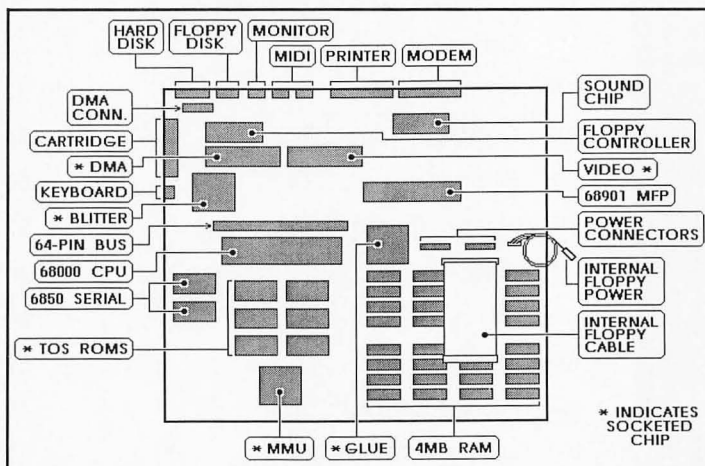 HARD
DISK
FLOPPY
DISK
MONITOR
MIDI
PRINTER
MODEM
DMA
CONN.
SOUND
CHIP
CARTRIDGE
FLOPPY
CONTROLLER
* DMA
VIDEO *
KEYBOARD
68901 MFP
* BLITTER
POWER
CONNECTORS
64-PIN BUS
68000 CPU
INTERNAL
FLOPPY
POWER
6850 SERIAL
INTERNAL
FLOPPY
CABLE
* TOS ROMS
* INDICATES
SOCKETED
CHIP
* MMU
* GLUE
4MB RAM